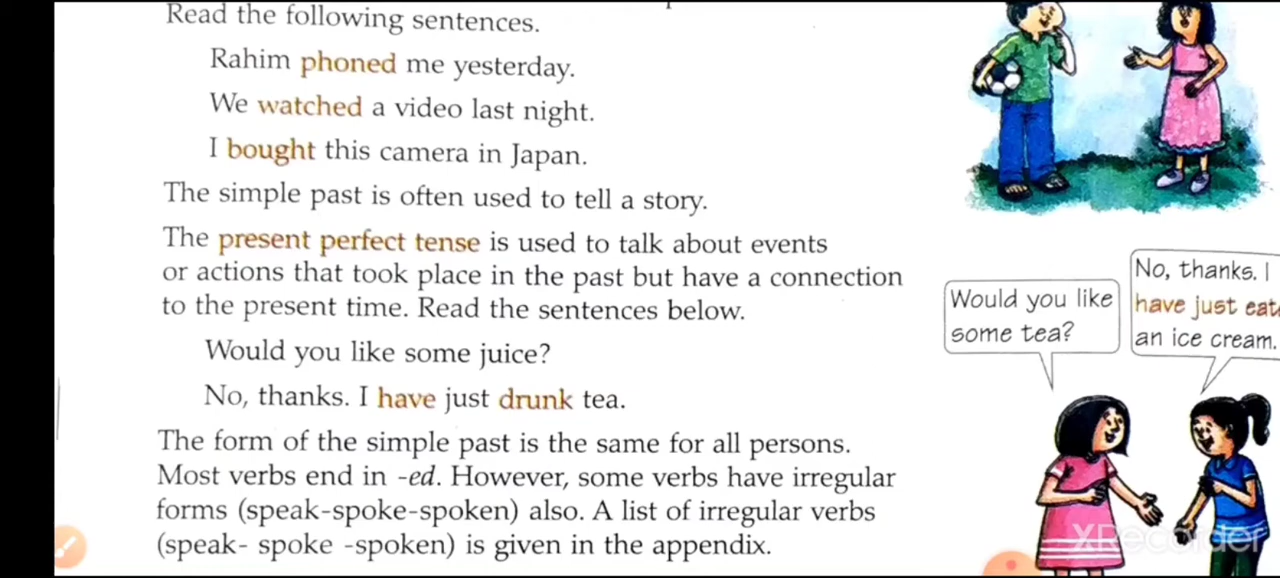 Read the following sentences.
Rahim phoned me yesterday.
We watched a video last night.
I bought this camera in Japan.
The simple past is often used to tell a story.
The present perfect tense is used to talk about events
or actions that took place in the past but have a connection
to the present time. Read the sentences below.
Would you like some juice?
No, thanks. I have just drunk tea.
The form of the simple past is the same for all persons.
Most verbs end in -ed. However, some verbs have irregular
forms (speak-spoke-spoken) also. A list of irregular verbs
(speak- spoke -spoken) is given in the appendix.
Would you like
some tea?
No, thanks. I
have just eat
an ice cream.
XRecorder